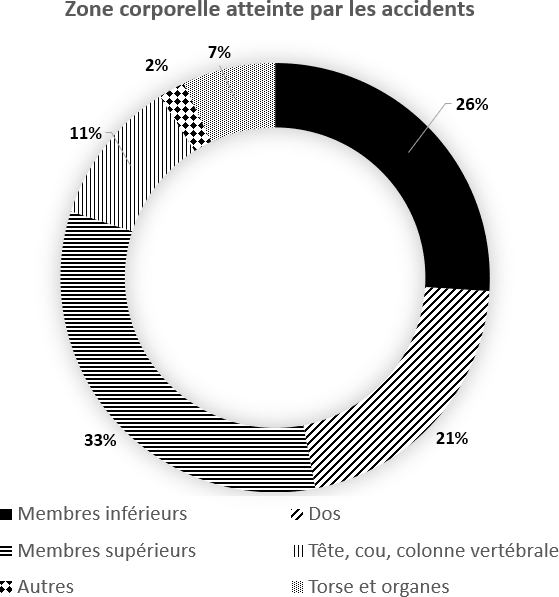 Zone corporelle atteinte par les accidents
7%
2%
26%
11%
33%
21%
Membres inférieurs
Dos
Membres supérieurs
Tête, cou, colonne vertébrale
Autres
Torse et organes